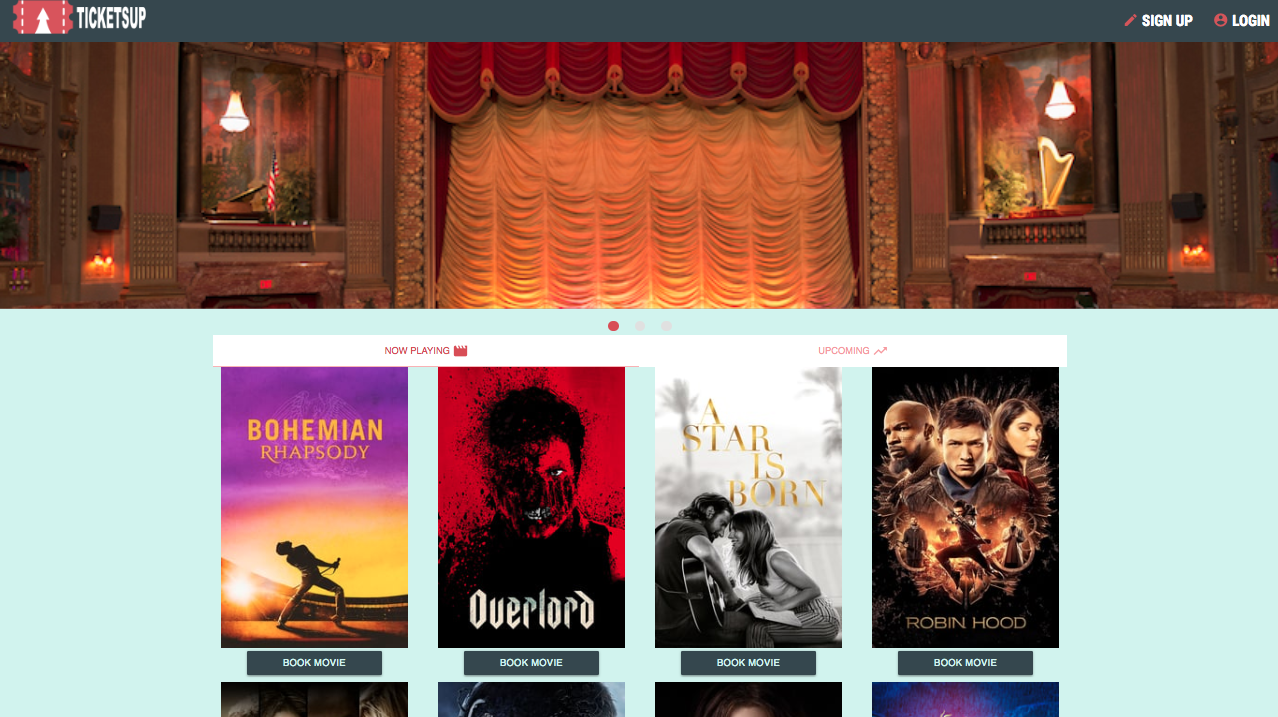 TICKETSUP
SIGN UP
LOGIN
NOW PLAYING
UPCOMING
BOHEMIAN
RHAPSODY
Overlord
A
STAR
IS
BORN
ROBIN HOOD
BOOK MOVIE
BOOK MOVIE
BOOK MOVIE
BOOK MOVIE